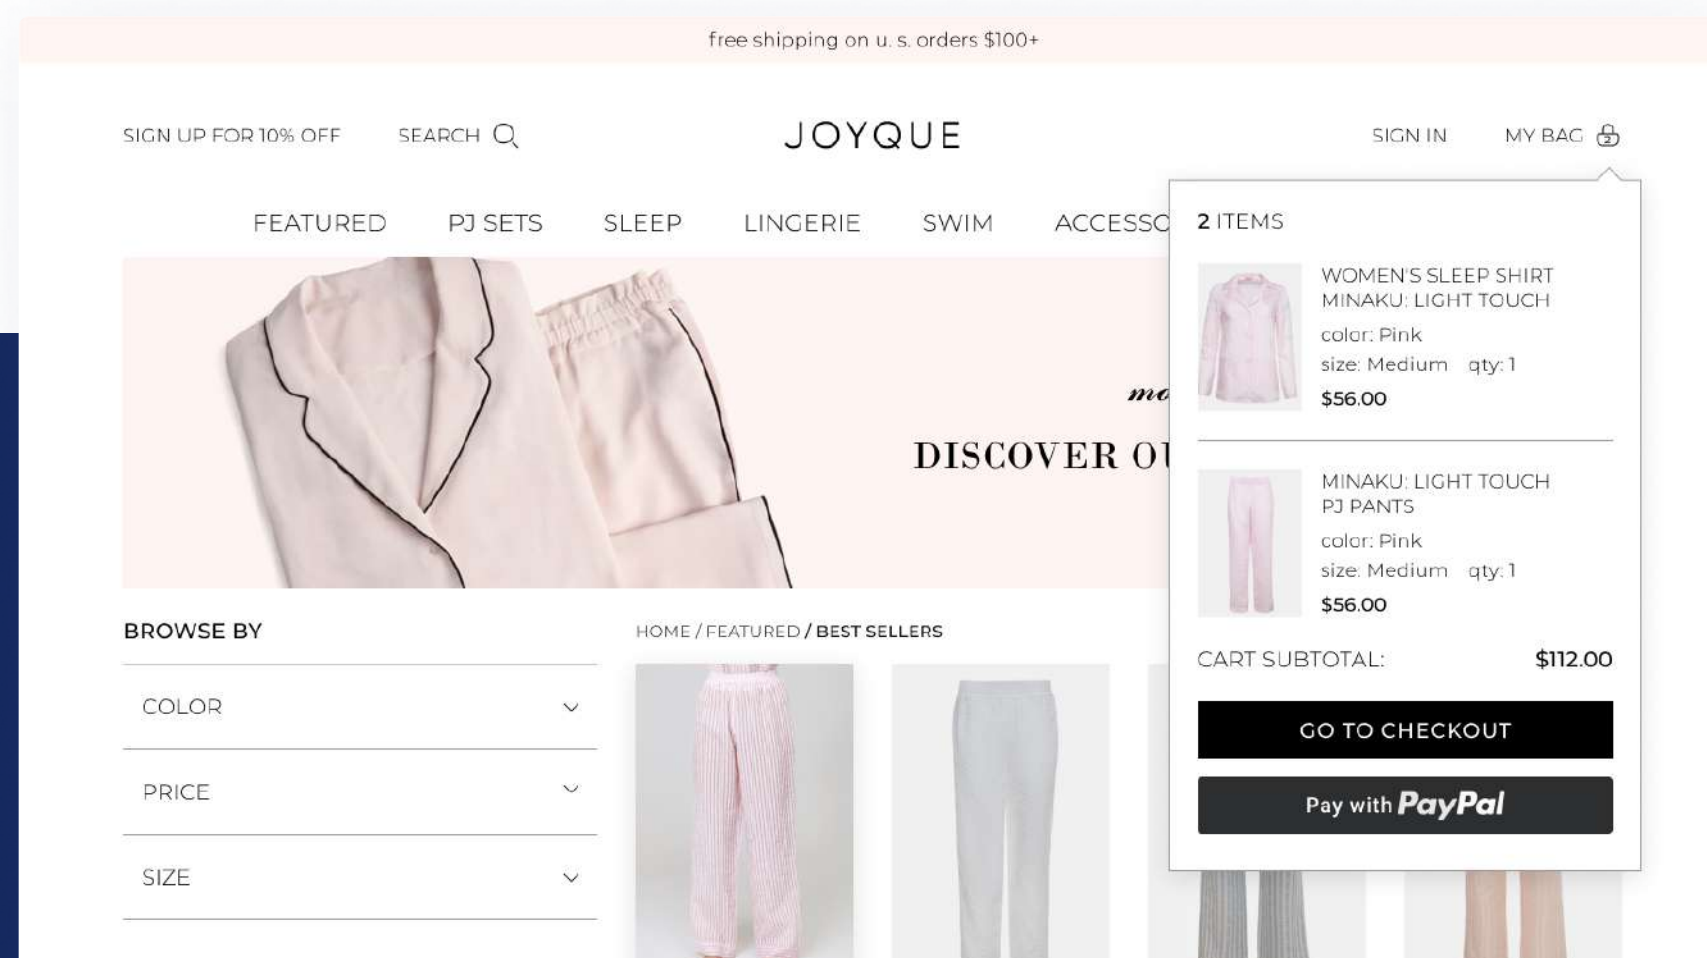 free shipping on u. s. orders $100+
SIGN UP FOR 10% OFF
SEARCH
JOYQUE
SIGN IN
MY BAG
2
FEATURED
PJ SETS
SLEEP
LINGERIE
SWIM
ACCESSO
2 ITEMS
WOMEN'S SLEEP SHIRT
MINAKU: LIGHT TOUCH
color: Pink
size: Medium qty: 1
$56.00
MINAKU: LIGHT TOUCH
PJ PANTS
color: Pink
size: Medium qty: 1
$56.00
CART SUBTOTAL: $112.00
GO TO CHECKOUT
Pay with PayPal
DISCOVER
BROWSE BY
COLOR
PRICE
SIZE
HOME / FEATURED / BEST SELLERS